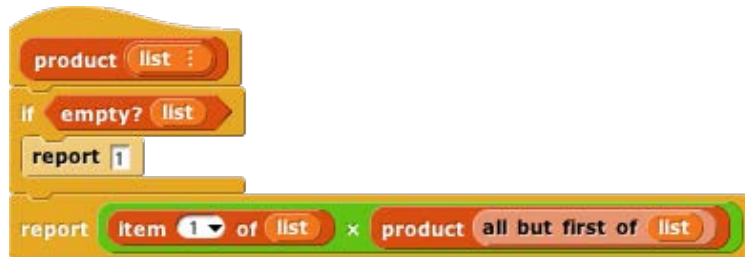 product list ⋮
if empty? list
report 1
report item 1 of list × product all but first of list